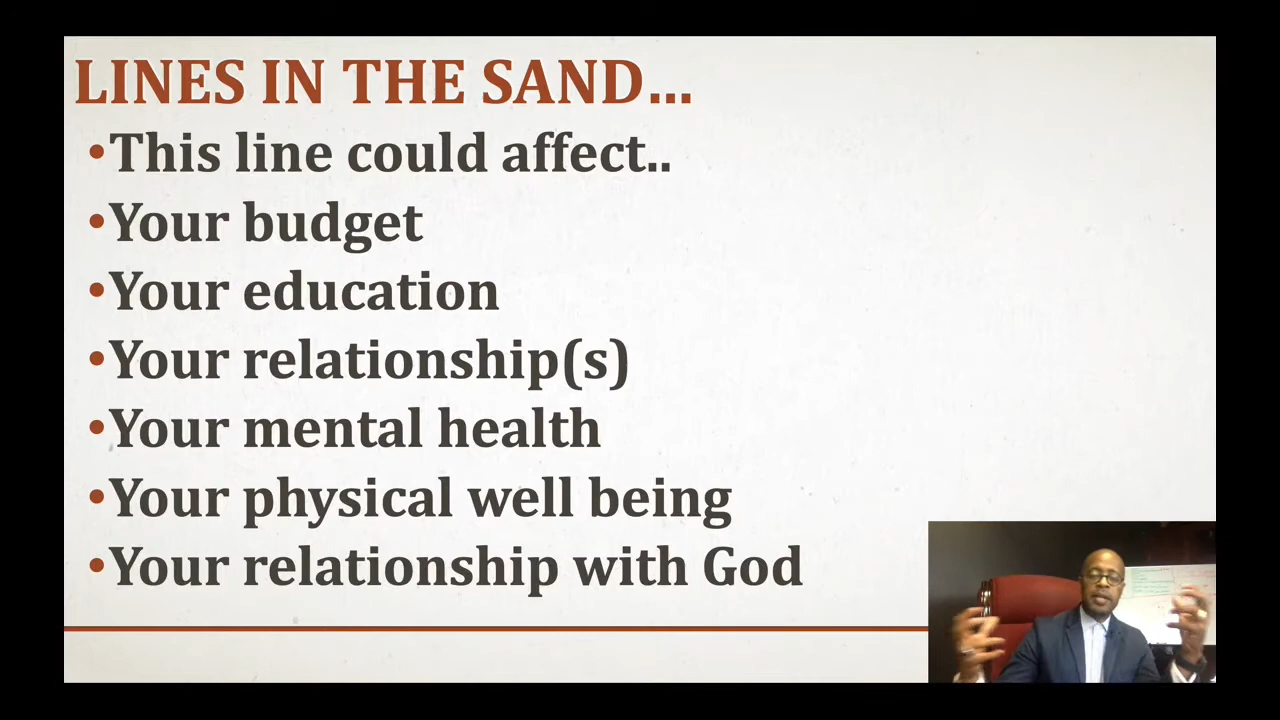 LINES IN THE SAND...
•This line could affect..
•Your budget
•Your education
•Your relationship(s)
•Your mental health
•Your physical well being
•Your relationship with God